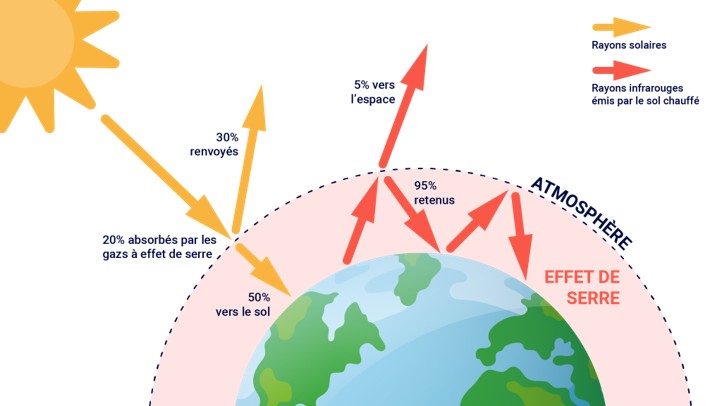 Rayons solaires
Rayons infrarouges
émis par le sol chauffé
5% vers
l'espace
30%
renvoyés
95%
retenus
ATMOSPHÈRE
20% absorbés par les
gazs à effet de serre
EFFET DE
SERRE
50%
vers le sol